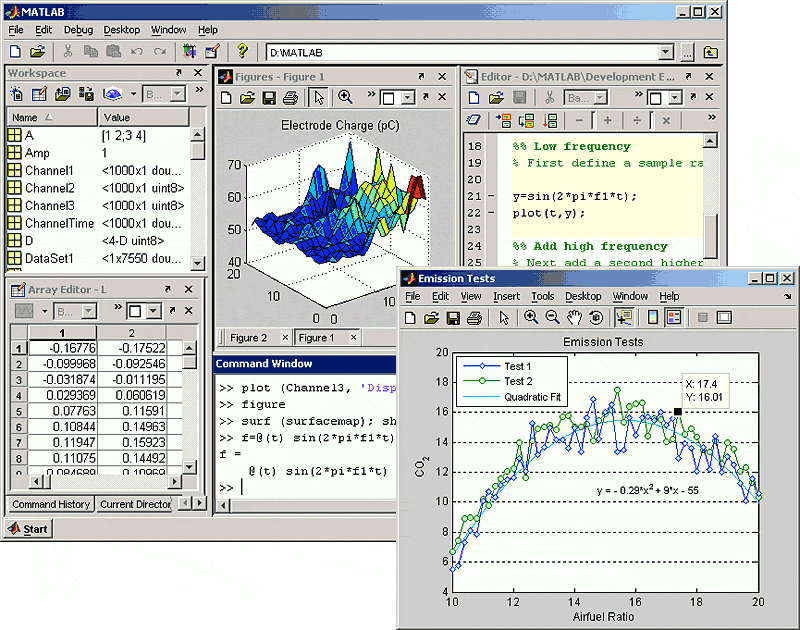 MATLAB
File Edit Debug Desktop Window Help
D:\MATLAB
...
Workspace
B...
Name Value
A [1 2;3 4]
Amp 1
Channel1 <1000x1 dou...
Channel2 <1000x1 uint8>
Channel3 <1000x1 uint8>
ChannelTime <1000x1 dou...
D <4-D uint8>
DataSet1 <1x7550 dou...
Array Editor - L
B...
1 2
1 -0.16776 -0.17522
2 -0.099968 -0.092546
3 -0.031874 -0.011195
4 0.029369 0.060619
5 0.07763 0.11591
6 0.10844 0.14963
7 0.11947 0.15923
8 0.11075 0.14492
9 0.084689 0.10969
Command History Current Director
Start
Figures - Figure 1
Electrode Charge (pC)
70
60
50
40
20
10
0
0
10
Figure 2 Figure 1
Command Window
>> plot (Channel3, 'Disp
>> figure
>> surf (surfacemap); sh
>> f=@(t) sin(2*pi*f1*t)
f =
@(t) sin(2*pi*f1*t)
>>
Editor - D:\MATLAB\Development E...
Ba...
18 %% Low frequency
19 % First define a sample ra
20
21 - y=sin(2*pi*f1*t);
22 - plot(t,y);
23
24 %% Add high frequency
25 % Next add a second higher
Emission Tests
File Edit View Insert Tools Desktop Window Help
Emission Tests
20
18
16
14
12
10
8
6
4
CO2
Test 1
Test 2
Quadratic Fit
X: 17.4
Y: 16.01
y = - 0.29*x2 + 9*x - 55
10 12 14 16 18 20
Airfuel Ratio